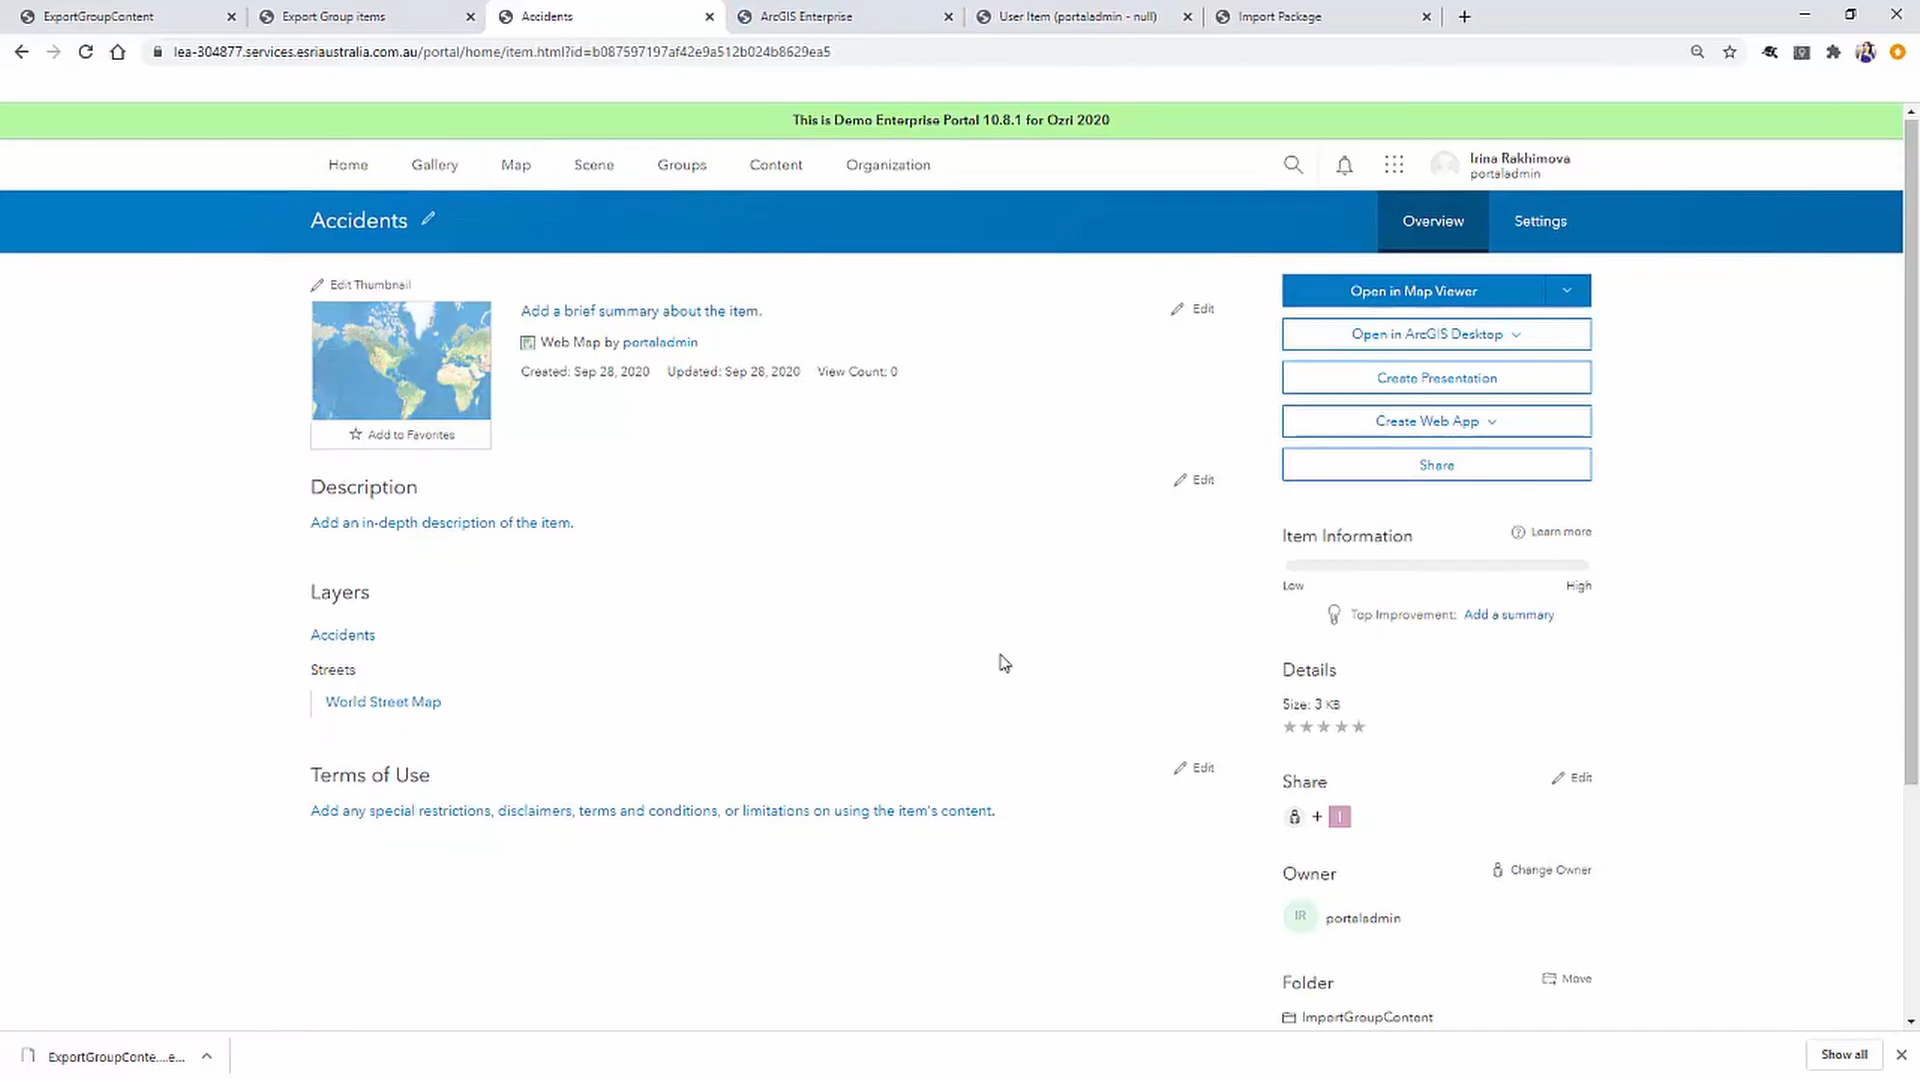 ExportGroupContent
Export Group items
Accidents
ArcGIS Enterprise
User Item (portaladmin - null)
Import Package
lea-304877.services.esriaustralia.com.au/portal/home/item.html?id=b087597197af42e9a512b024b8629ea5
This is Demo Enterprise Portal 10.8.1 for Ozri 2020
Home Gallery Map Scene Groups Content Organization
Irina Rakhimova
portaladmin
Accidents
Overview Settings
Edit Thumbnail
Add to Favorites
Add a brief summary about the item.
Edit
Web Map by portaladmin
Created: Sep 28, 2020 Updated: Sep 28, 2020 View Count: 0
Description
Edit
Add an in-depth description of the item.
Layers
Accidents
Streets
World Street Map
Terms of Use
Edit
Add any special restrictions, disclaimers, terms and conditions, or limitations on using the item's content.
Open in Map Viewer
Open in ArcGIS Desktop
Create Presentation
Create Web App
Share
Item Information
Learn more
Low High
Top Improvement: Add a summary
Details
Size: 3 KB
Share
Edit
+ I
Owner
Change Owner
IR portaladmin
Folder
Move
ImportGroupContent
ExportGroupConte....e...
Show all